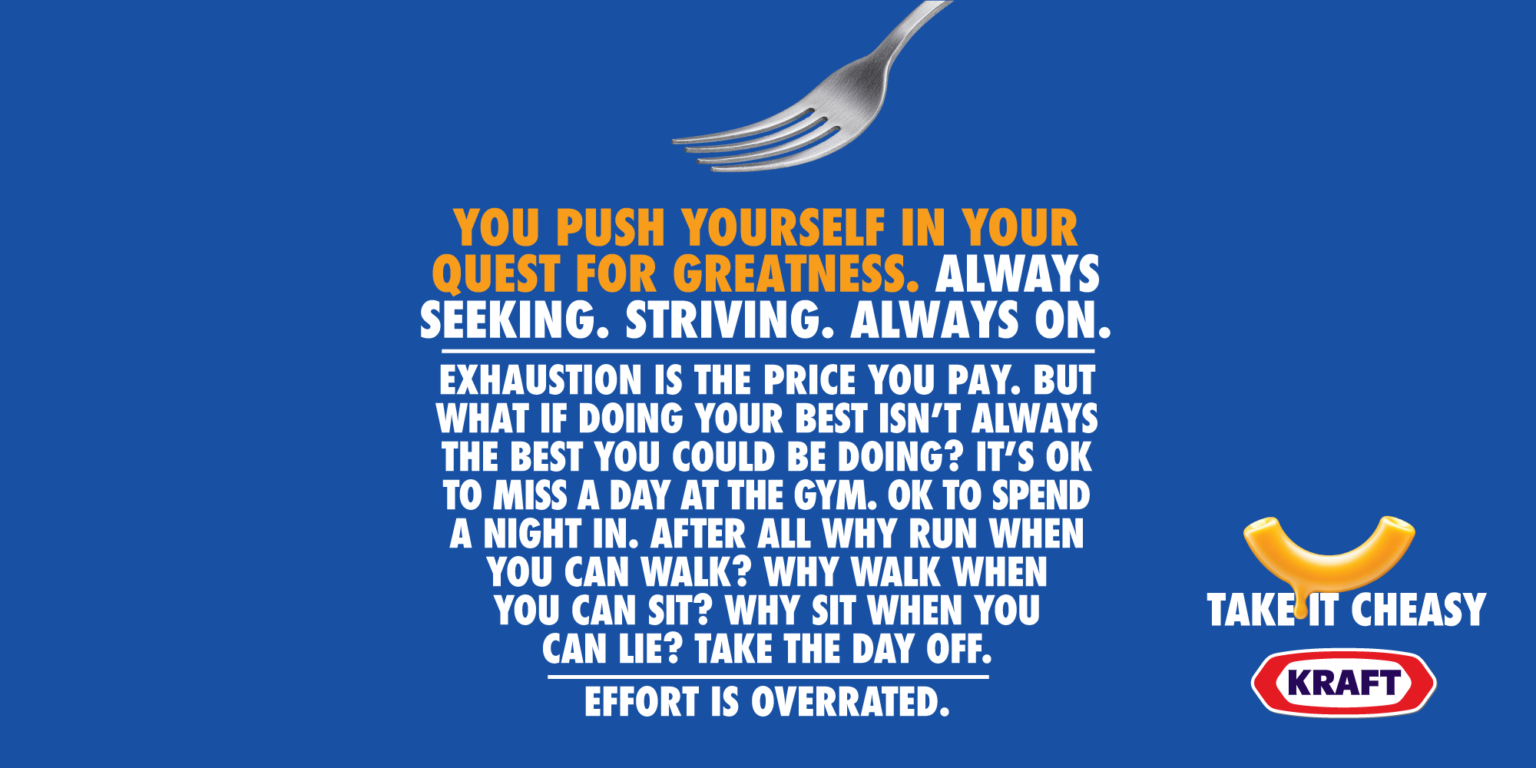 YOU PUSH YOURSELF IN YOUR
QUEST FOR GREATNESS. ALWAYS
SEEKING. STRIVING. ALWAYS ON.
EXHAUSTION IS THE PRICE YOU PAY. BUT
WHAT IF DOING YOUR BEST ISN'T ALWAYS
THE BEST YOU COULD BE DOING? IT'S OK
TO MISS A DAY AT THE GYM. OK TO SPEND
A NIGHT IN. AFTER ALL WHY RUN WHEN
YOU CAN WALK? WHY WALK WHEN
YOU CAN SIT? WHY SIT WHEN YOU
CAN LIE? TAKE THE DAY OFF.
EFFORT IS OVERRATED.
TAKE IT CHEASY
KRAFT